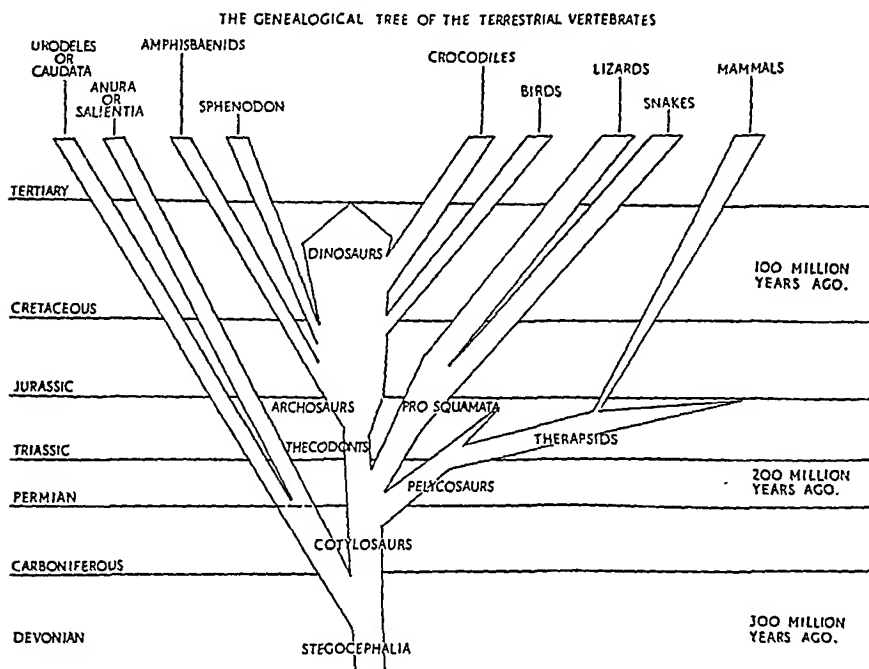 THE GENEALOGICAL TREE OF THE TERRESTRIAL VERTEBRATES
URODELES
OR
CAUDATA
ANURA
OR
SALIENTIA
AMPHISBAENIDS
SPHENODON
CROCODILES
BIRDS
LIZARDS
SNAKES
MAMMALS
TERTIARY
DINOSAURS
100 MILLION
YEARS AGO.
CRETACEOUS
JURASSIC
ARCHOSAURS
PRO SQUAMATA
THECODONTS
THERAPSIDS
TRIASSIC
200 MILLION
YEARS AGO.
PELYCOSAURS
PERMIAN
COTYLOSAURS
CARBONIFEROUS
300 MILLION
YEARS AGO.
DEVONIAN
STEGOCEPHALIA